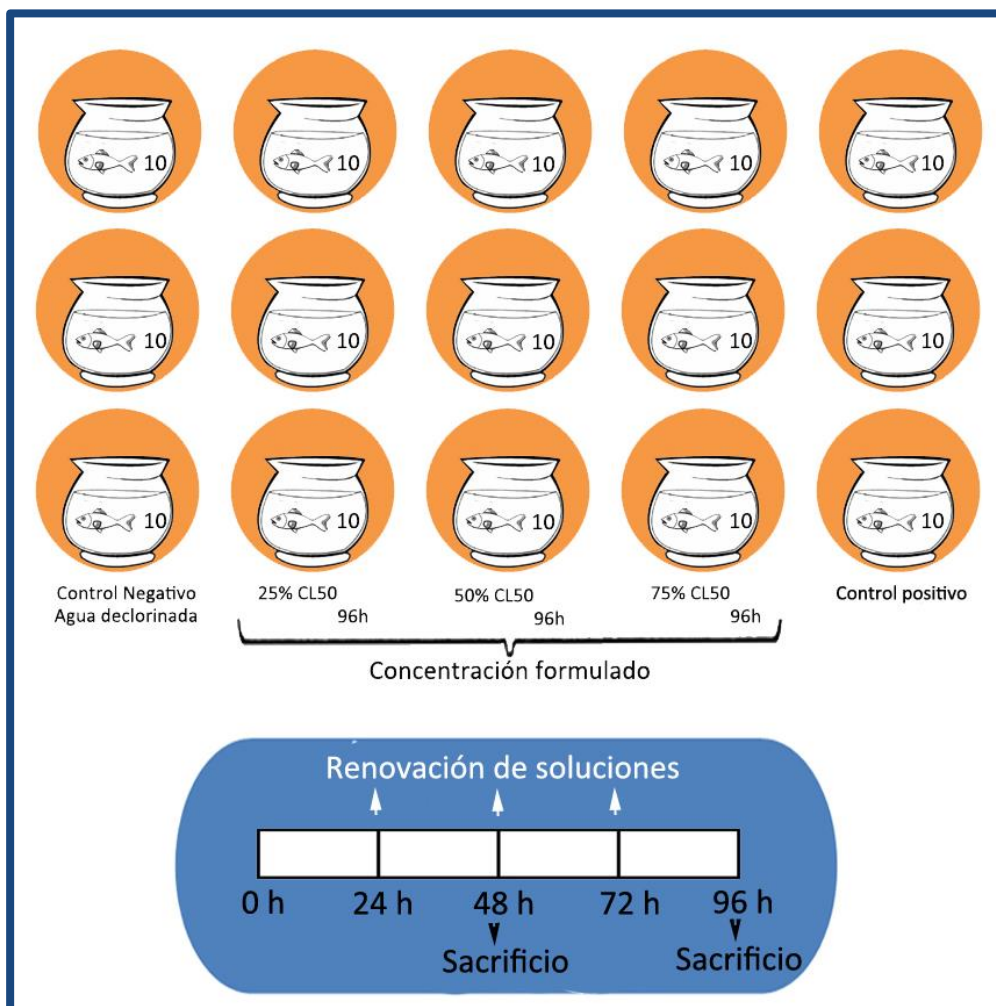 10 10 10 10 10
10 10 10 10 10
10 10 10 10 10
Control Negativo
Agua declorinada
25% CL50
96h
50% CL50
96h
75% CL50
96h
Control positivo
Concentración formulado
Renovación de soluciones
0 h 24 h 48 h 72 h 96 h
Sacrificio Sacrificio